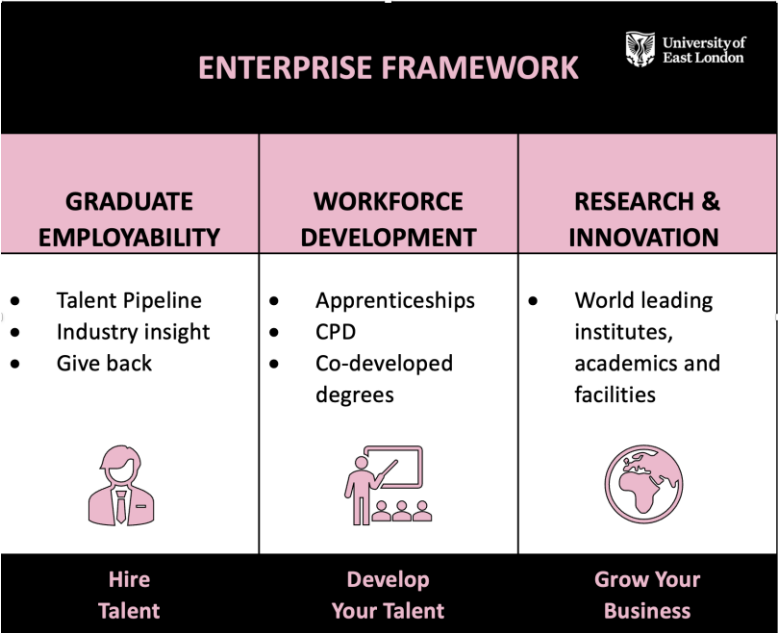 ENTERPRISE FRAMEWORK
University of
East London
GRADUATE
EMPLOYABILITY
WORKFORCE
DEVELOPMENT
RESEARCH &
INNOVATION
• Talent Pipeline
• Industry insight
• Give back
• Apprenticeships
• CPD
• Co-developed
degrees
• World leading
institutes,
academics and
facilities
Hire
Talent
Develop
Your Talent
Grow Your
Business